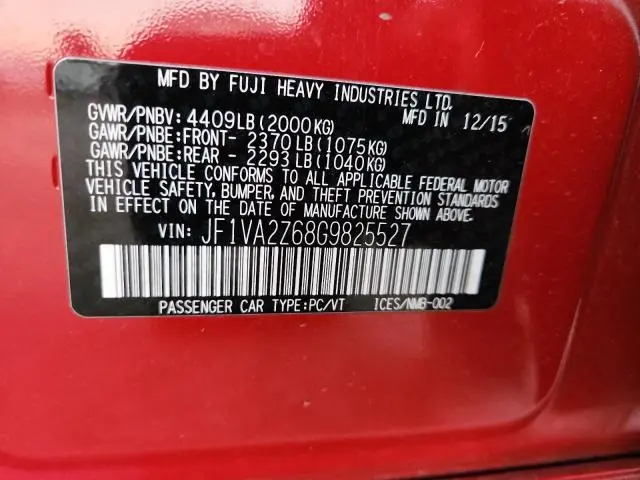 MFD BY FUJI HEAVY INDUSTRIES LTD.
GVWR/PNBV: 4409LB(2000KG) MFD IN 12/15
GAWR/PNBE:FRONT- 2370LB(1075KG)
GAWR/PNBE:REAR - 2293LB(1040KG)
THIS VEHICLE CONFORMS TO ALL APPLICABLE FEDERAL MOTOR
VEHICLE SAFETY, BUMPER, AND THEFT PREVENTION STANDARDS
IN EFFECT ON THE DATE OF MANUFACTURE SHOWN ABOVE.
VIN: JF1VA2Z68G9825527
PASSENGER CAR TYPE:PC/VT ICES/NMB-002